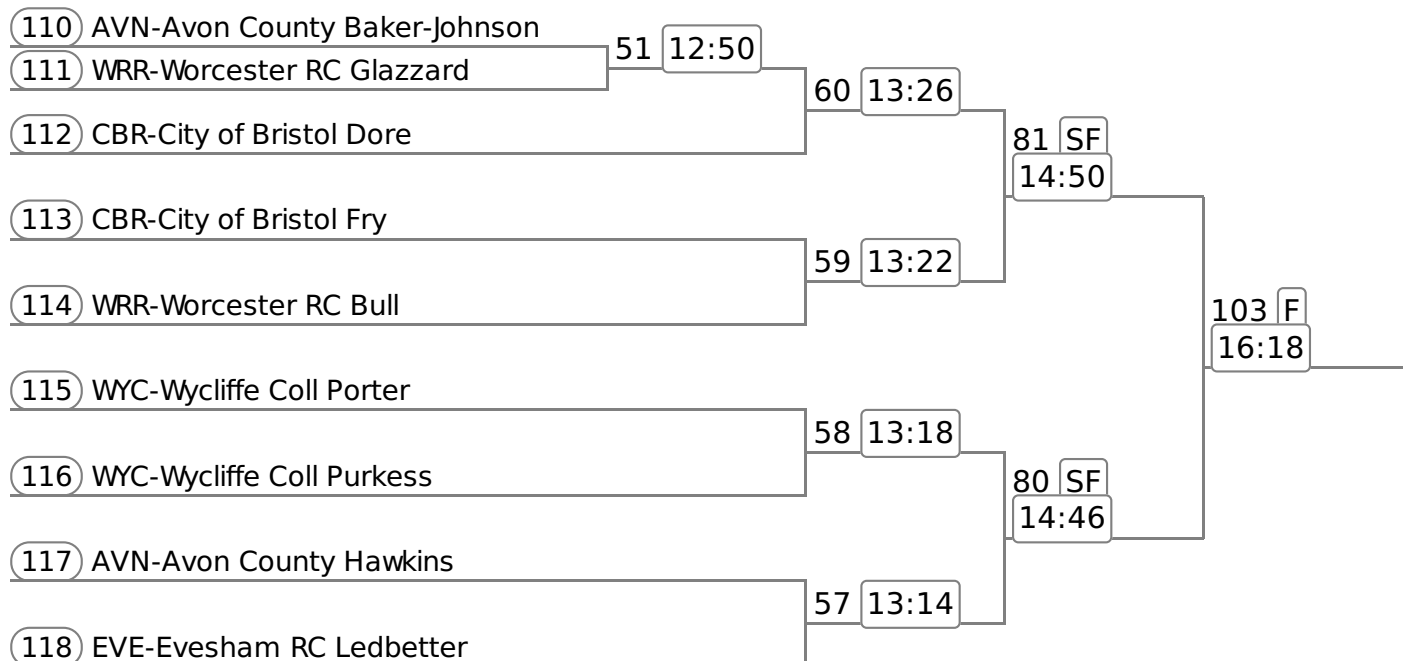 110 AVN-Avon County Baker-Johnson
51 12:50
111 WRR-Worcester RC Glazzard
60 13:26
112 CBR-City of Bristol Dore
81 SF
14:50
113 CBR-City of Bristol Fry
59 13:22
114 WRR-Worcester RC Bull
103 F
16:18
115 WYC-Wycliffe Coll Porter
58 13:18
116 WYC-Wycliffe Coll Purkess
80 SF
14:46
117 AVN-Avon County Hawkins
57 13:14
118 EVE-Evesham RC Ledbetter